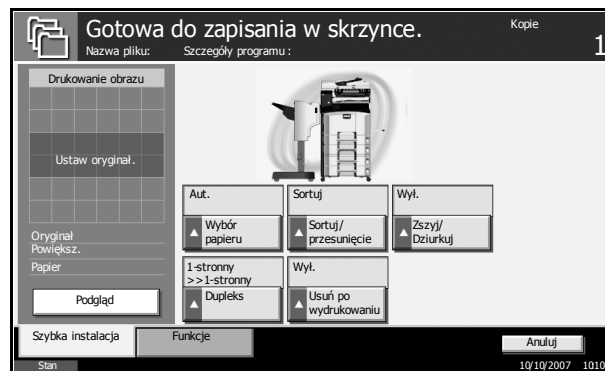 Gotowa do zapisania w skrzynce.
Nazwa pliku: Szczegóły programu :
Kopie
1
Drukowanie obrazu
Ustaw oryginał.
Oryginał
Powiększ.
Papier
Podgląd
Aut.
Wybór
papieru
Sortuj
Sortuj/
przesunięcie
Wył.
Zszyj/
Dziurkuj
1-stronny
>>1-stronny
Dupleks
Wył.
Usuń po
wydrukowaniu
Szybka instalacja
Funkcje
Anuluj
Stan
10/10/2007 1010